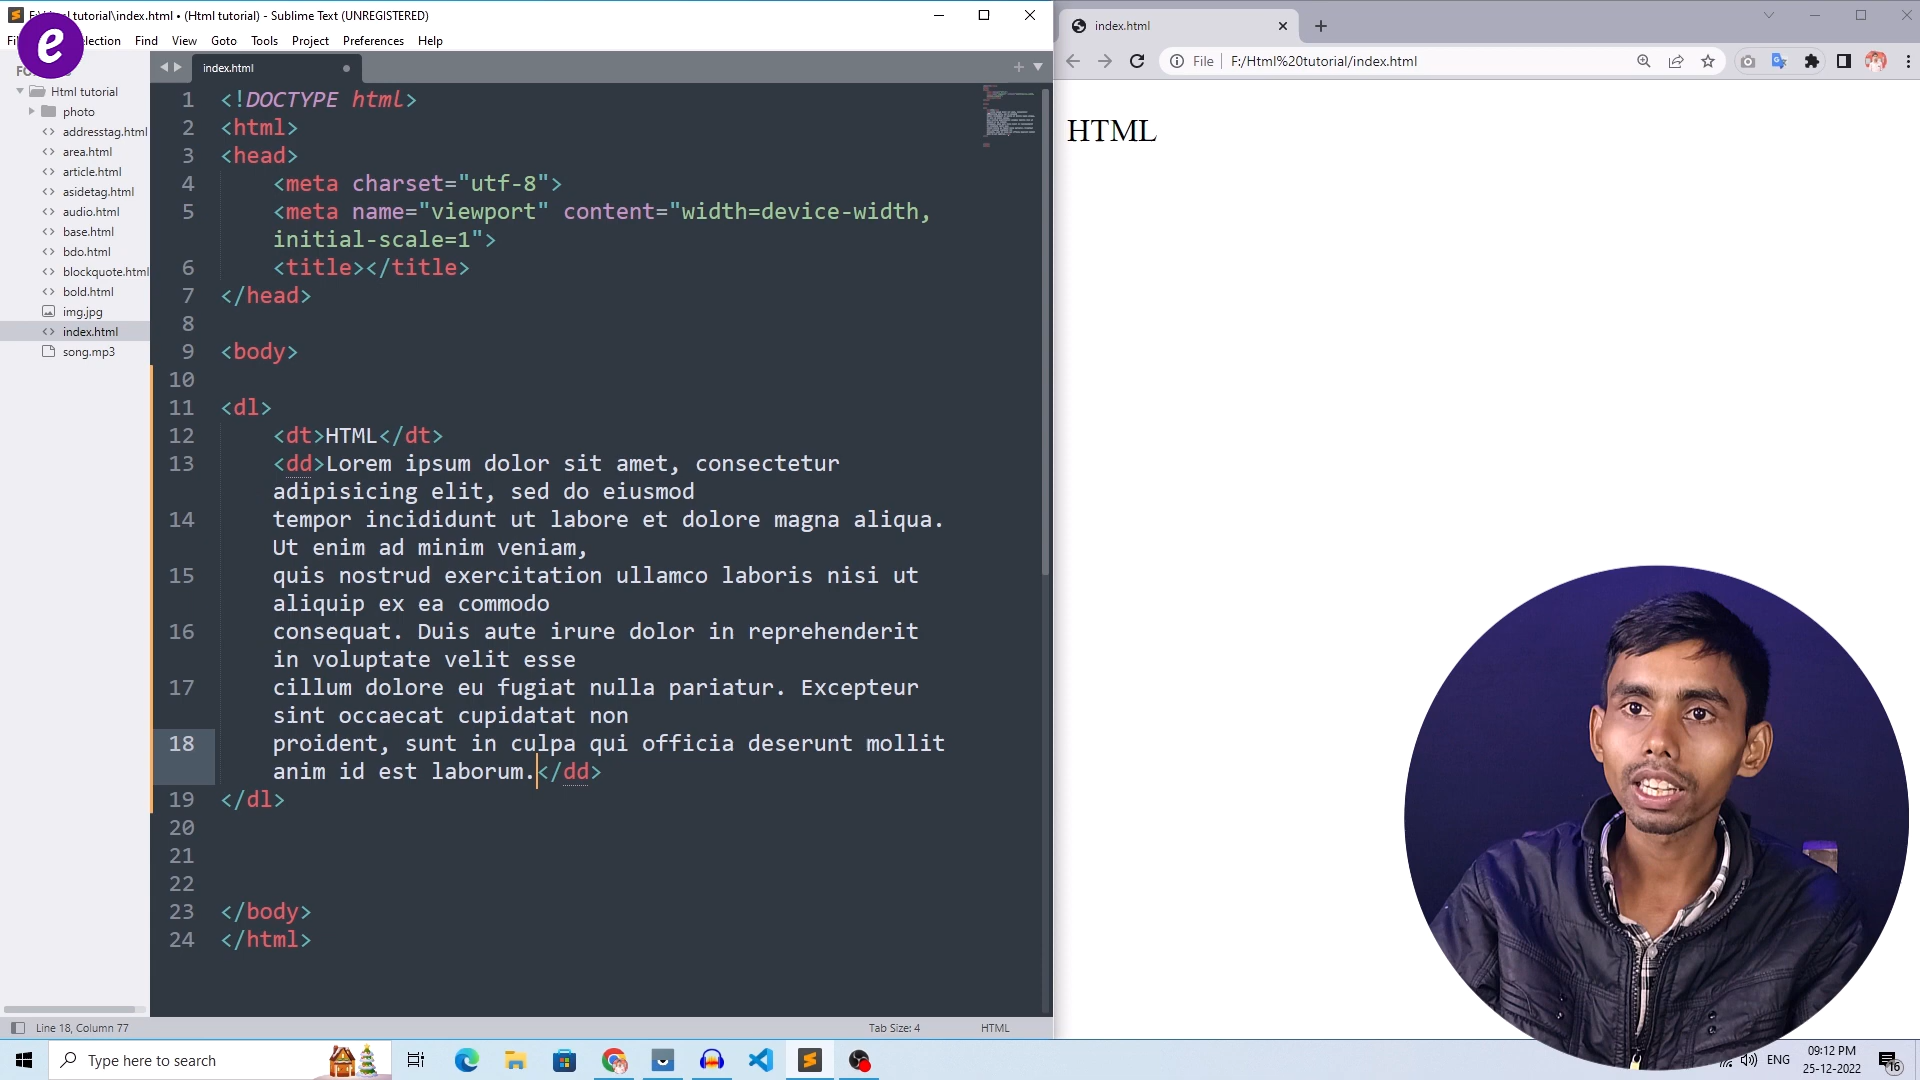 F:\Html tutorial\index.html • (Html tutorial) - Sublime Text (UNREGISTERED)
Find View Goto Tools Project Preferences Help
e
Html tutorial
photo
addresstag.html
area.html
article.html
asidetag.html
audio.html
base.html
bdo.html
blockquote.html
bold.html
img.jpg
index.html
song.mp3
index.html
1 <!DOCTYPE html>
2 <html>
3 <head>
4 <meta charset="utf-8">
5 <meta name="viewport" content="width=device-width,
initial-scale=1">
6 <title></title>
7 </head>
8
9 <body>
10
11 <dl>
12 <dt>HTML</dt>
13 <dd>Lorem ipsum dolor sit amet, consectetur
adipisicing elit, sed do eiusmod
14 tempor incididunt ut labore et dolore magna aliqua.
Ut enim ad minim veniam,
15 quis nostrud exercitation ullamco laboris nisi ut
aliquip ex ea commodo
16 consequat. Duis aute irure dolor in reprehenderit
in voluptate velit esse
17 cillum dolore eu fugiat nulla pariatur. Excepteur
sint occaecat cupidatat non
18 proident, sunt in culpa qui officia deserunt mollit
anim id est laborum.</dd>
19 </dl>
20
21
22
23 </body>
24 </html>
Line 18, Column 77
Tab Size: 4
HTML
index.html
File F:/Html%20tutorial/index.html
HTML
Type here to search
ENG
09:12 PM
25-12-2022
16